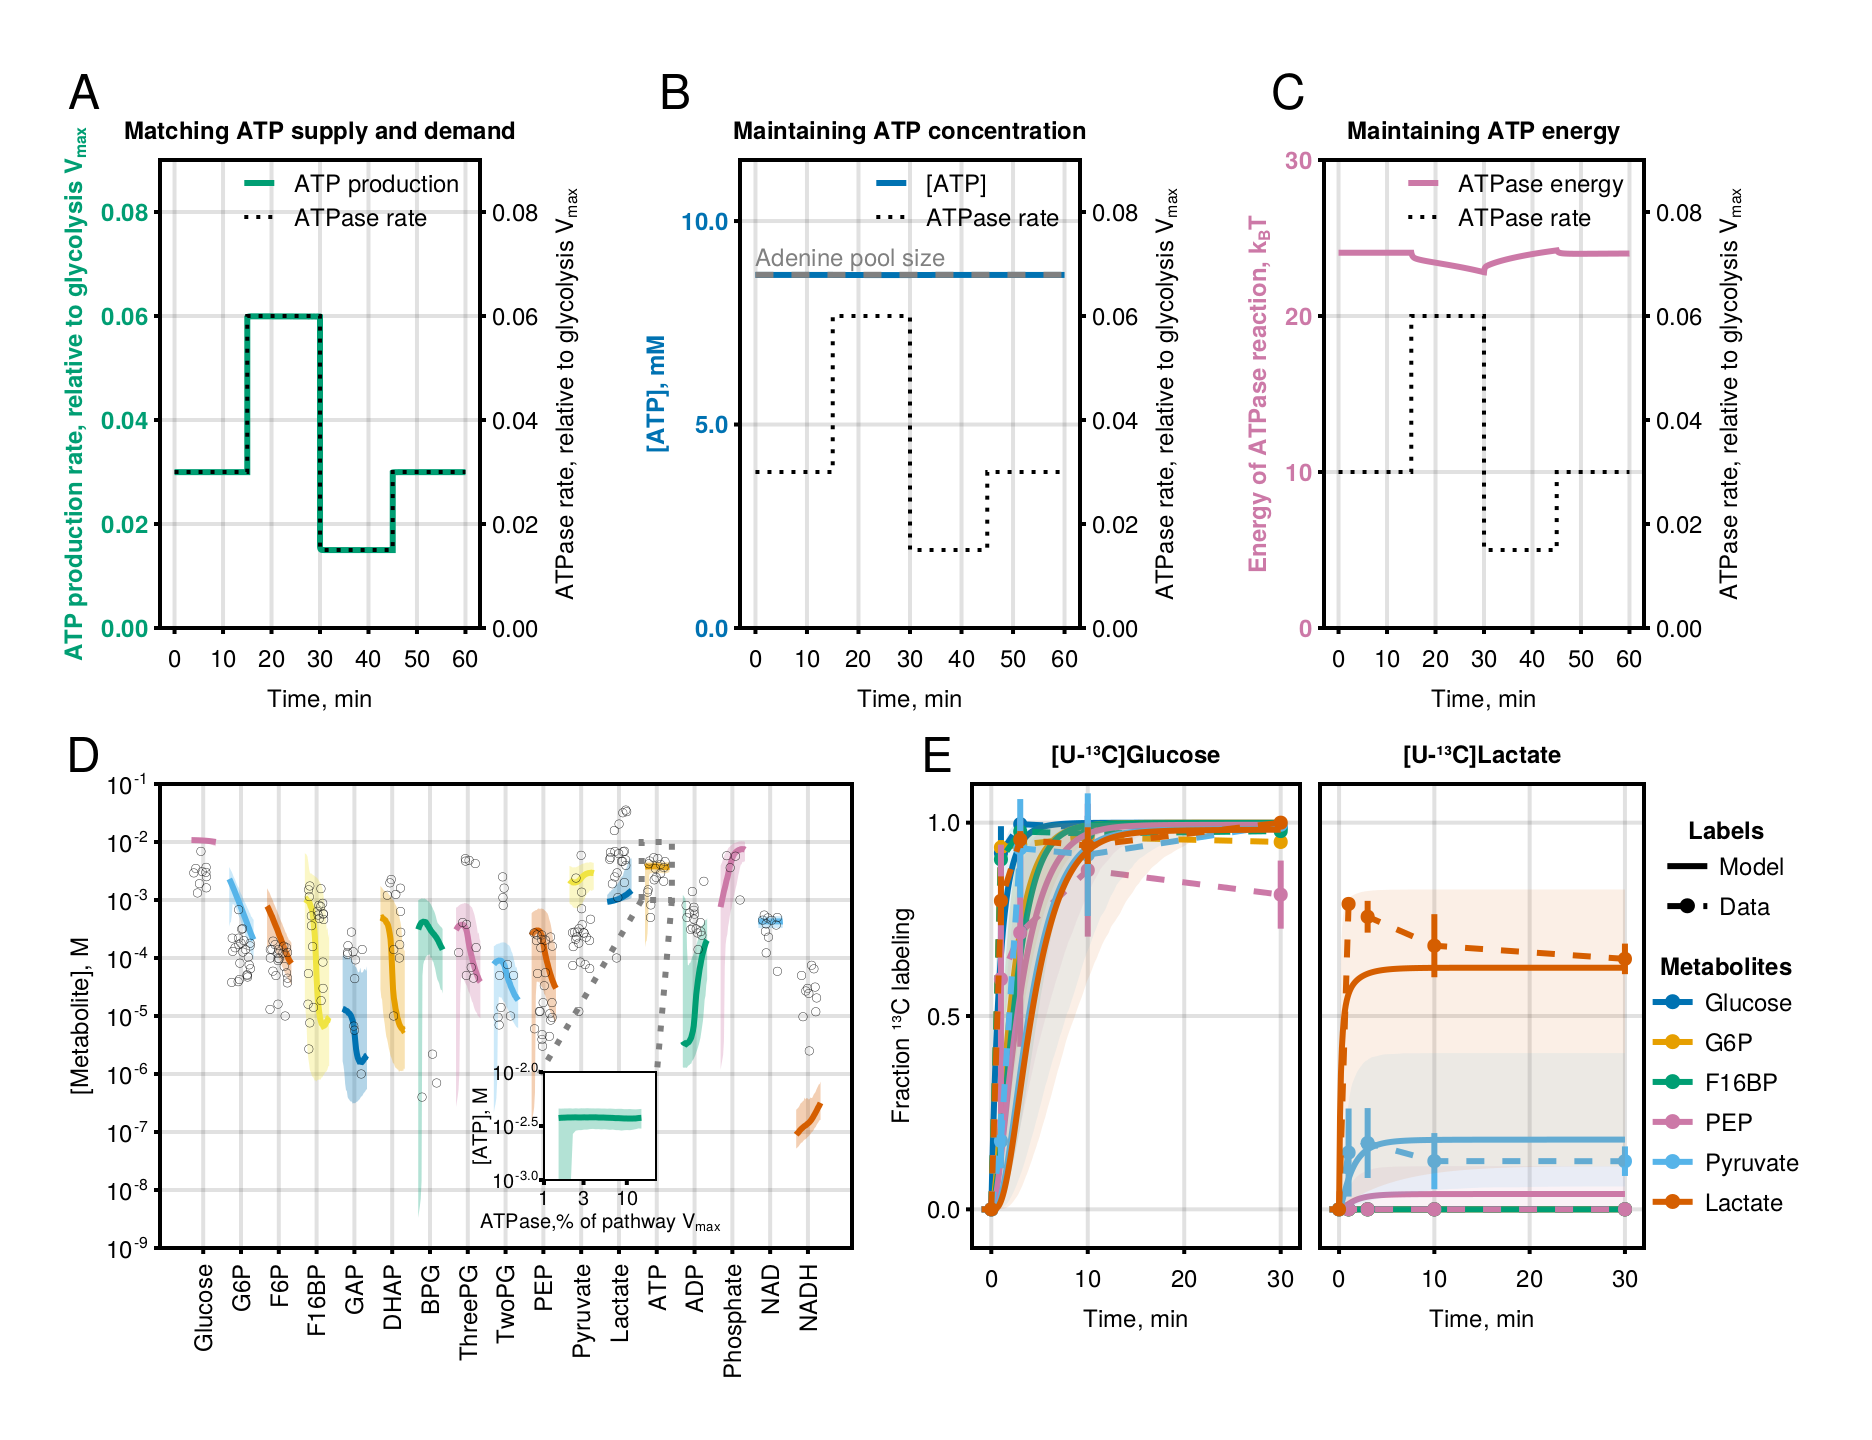 A
Matching ATP supply and demand
ATP production rate, relative to glycolysis Vmax
0.08
0.06
0.04
0.02
0.00
ATP production
ATPase rate
0.08
0.06
0.04
0.02
0.00
ATPase rate, relative to glycolysis Vmax
0 10 20 30 40 50 60
Time, min
B
Maintaining ATP concentration
[ATP], mM
10.0
5.0
0.0
[ATP]
ATPase rate
Adenine pool size
0.08
0.06
0.04
0.02
0.00
ATPase rate, relative to glycolysis Vmax
0 10 20 30 40 50 60
Time, min
C
Maintaining ATP energy
Energy of ATPase reaction, kBT
30
20
10
0
ATPase energy
ATPase rate
0.08
0.06
0.04
0.02
0.00
ATPase rate, relative to glycolysis Vmax
0 10 20 30 40 50 60
Time, min
D
[Metabolite], M
10-1
10-2
10-3
10-4
10-5
10-6
10-7
10-8
10-9
[ATP], M
10-2.0
10-2.5
10-3.0
1 3 10
ATPase,% of pathway Vmax
Glucose
G6P
F6P
F16BP
GAP
DHAP
BPG
ThreePG
TwoPG
PEP
Pyruvate
Lactate
ATP
ADP
Phosphate
NAD
NADH
E
[U-¹³C]Glucose
[U-¹³C]Lactate
Fraction ¹³C labeling
1.0
0.5
0.0
0 10 20 30
Time, min
0 10 20 30
Time, min
Labels
Model
Data
Metabolites
Glucose
G6P
F16BP
PEP
Pyruvate
Lactate